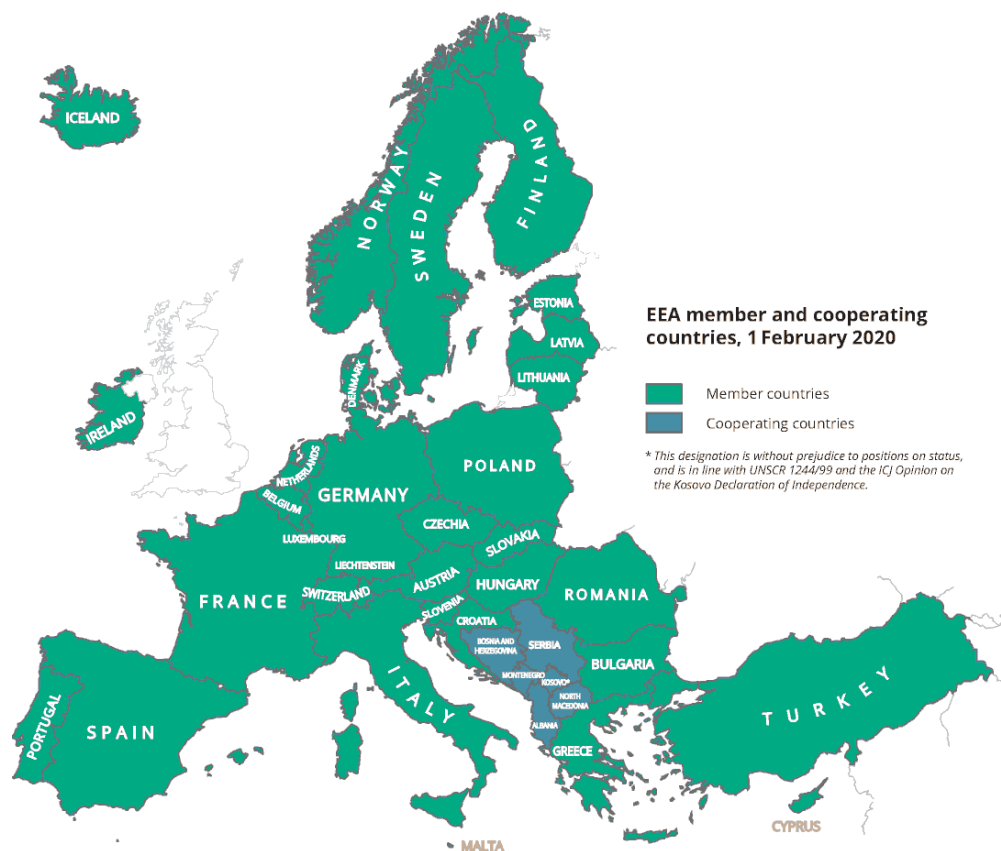 ICELAND
NORWAY
SWEDEN
FINLAND
ESTONIA
LATVIA
LITHUANIA
DENMARK
IRELAND
EEA member and cooperating
countries, 1 February 2020
Member countries
Cooperating countries
* This designation is without prejudice to positions on status,
and is in line with UNSCR 1244/99 and the ICJ Opinion on
the Kosovo Declaration of Independence.
NETHERLANDS
BELGIUM
GERMANY
POLAND
LUXEMBOURG
CZECHIA
SLOVAKIA
LIECHTENSTEIN
AUSTRIA
HUNGARY
SWITZERLAND
FRANCE
SLOVENIA
ROMANIA
CROATIA
BOSNIA AND
HERZEGOVINA
SERBIA
BULGARIA
MONTENEGRO
KOSOVO*
NORTH
MACEDONIA
ALBANIA
ITALY
GREECE
TURKEY
PORTUGAL
SPAIN
CYPRUS
MALTA